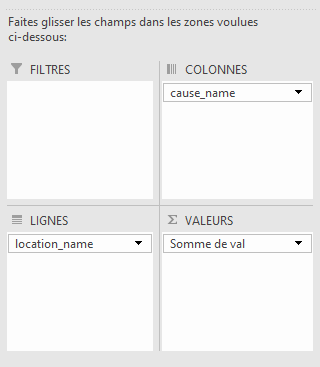 Faites glisser les champs dans les zones voulues
ci-dessous:
FILTRES
COLONNES
cause_name
LIGNES
Σ VALEURS
location_name
Somme de val